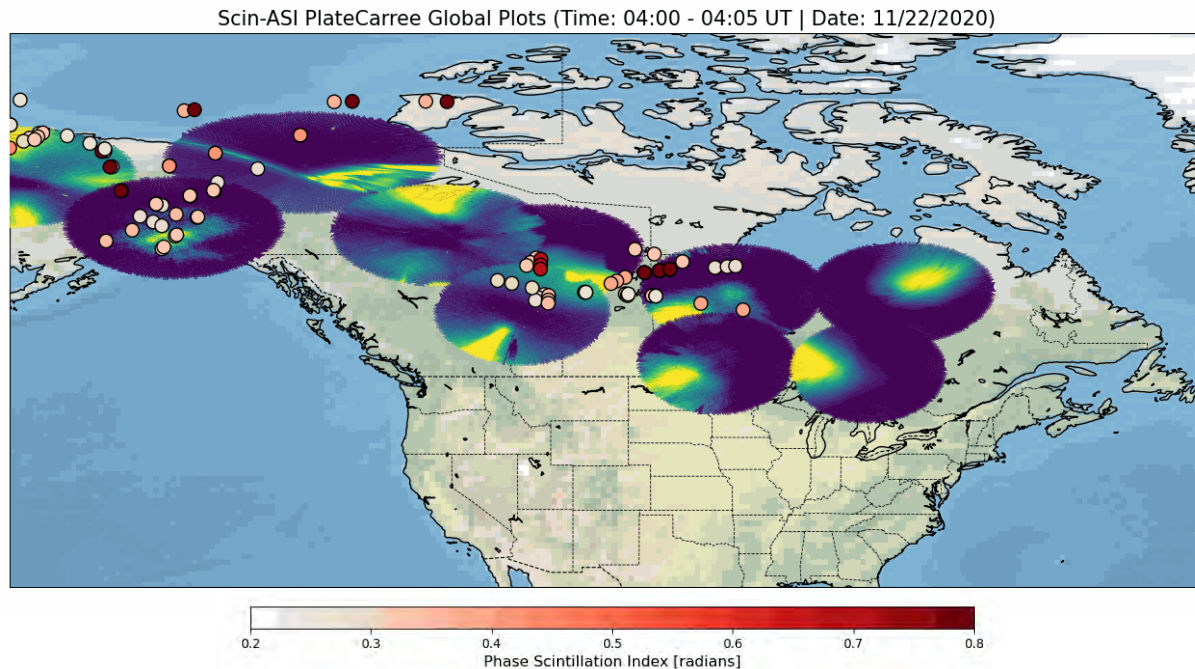 Scin-ASI PlateCarree Global Plots (Time: 04:00 - 04:05 UT | Date: 11/22/2020)
0.2 0.3 0.4 0.5 0.6 0.7 0.8
Phase Scintillation Index [radians]